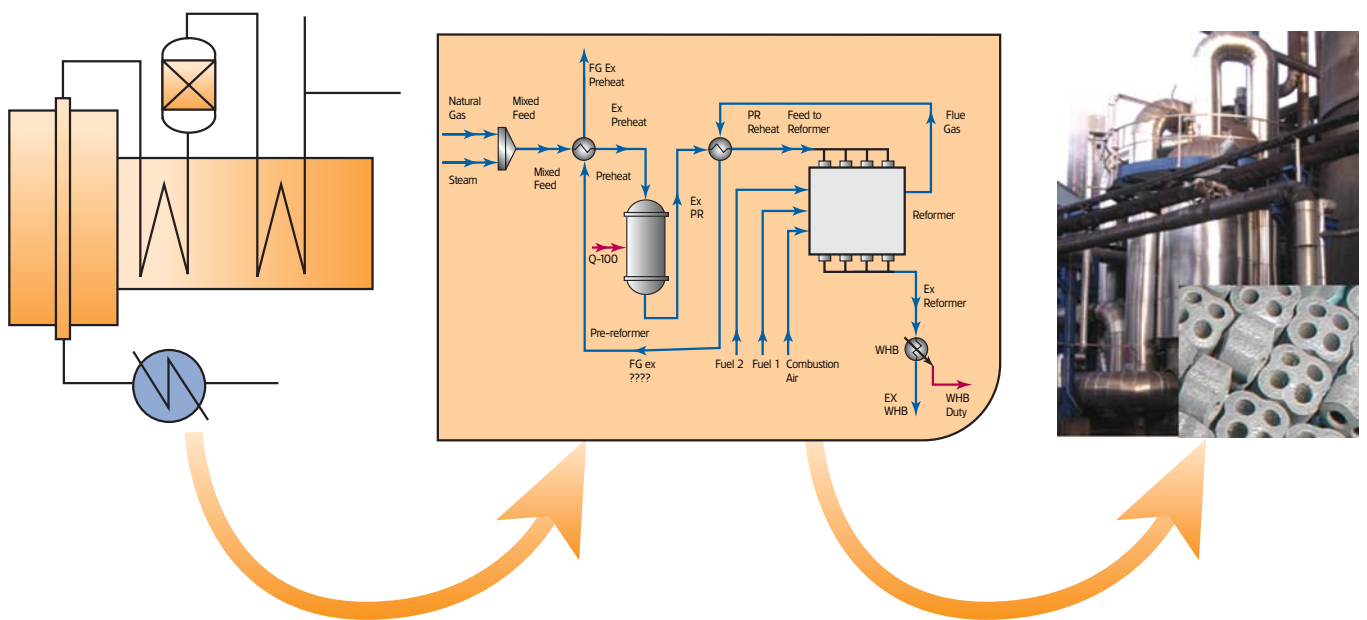 FG Ex
Preheat
Natural
Gas
Mixed
Feed
Ex
Preheat
PR
Reheat
Feed to
Reformer
Flue
Gas
Steam
Mixed
Feed
Preheat
Ex
PR
Reformer
Q-100
Ex
Reformer
Pre-reformer
WHB
FG ex
????
Fuel 2
Fuel 1
Combustion
Air
EX
WHB
WHB
Duty